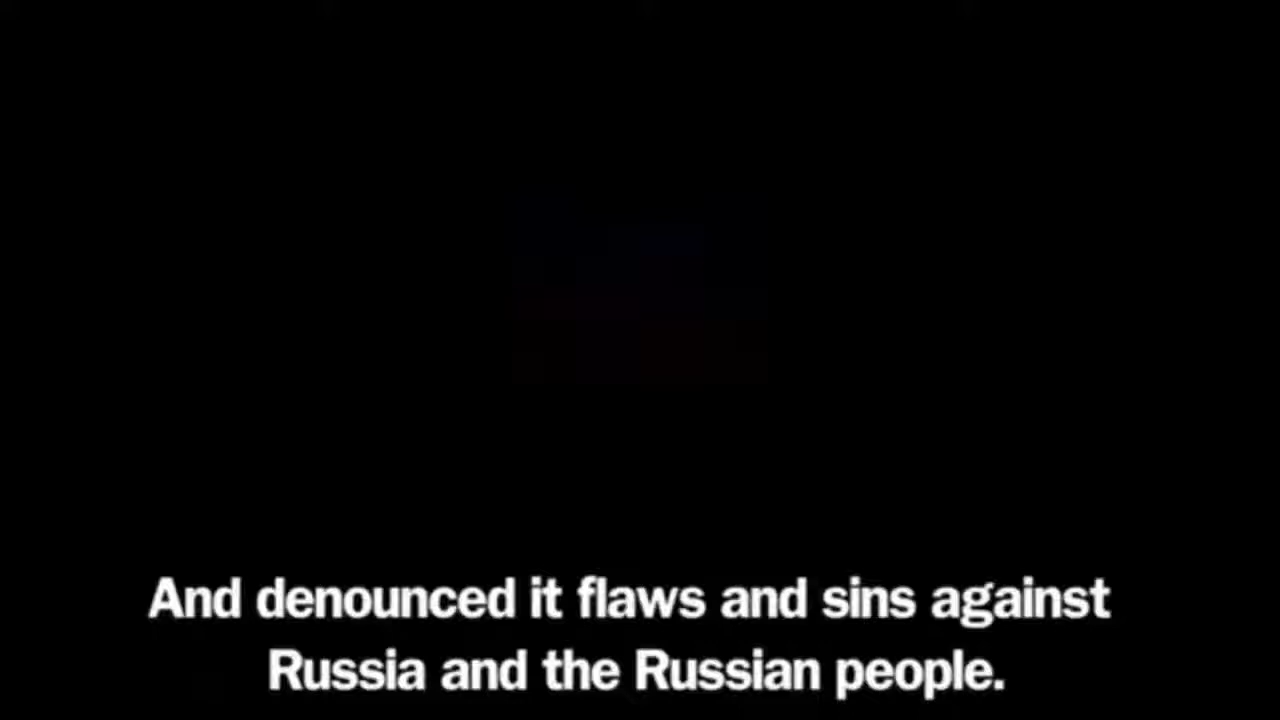 And denounced it flaws and sins against
Russia and the Russian people.